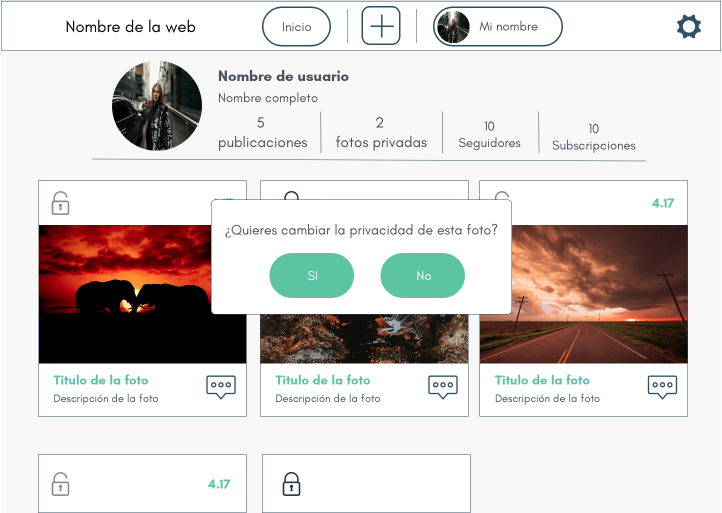 Nombre de la web
Inicio
Mi nombre
Nombre de usuario
Nombre completo
5
publicaciones
2
fotos privadas
10
Seguidores
10
Subscripciones
4.17
¿Quieres cambiar la privacidad de esta foto?
SI
No
Titulo de la foto
Descripción de la foto
Titulo de la foto
Descripción de la foto
Titulo de la foto
Descripción de la foto
4.17